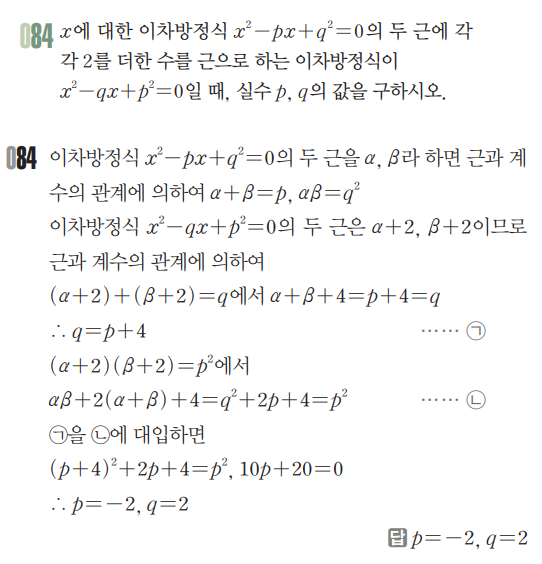 084 x에 대한 이차방정식 x²-px+q²=0의 두 근에 각
각 2를 더한 수를 근으로 하는 이차방정식이
x²-qx+p²=0일 때, 실수 p, q의 값을 구하시오.
084 이차방정식 x²-px+q²=0의 두 근을 α, β라 하면 근과 계
수의 관계에 의하여 α+β=p, αβ=q²
이차방정식 x²-qx+p²=0의 두 근은 α+2, β+2이므로
근과 계수의 관계에 의하여
(α+2)+(β+2)=q에서 α+β+4=p+4=q
∴ q=p+4 …… ㉠
(α+2)(β+2)=p²에서
αβ+2(α+β)+4=q²+2p+4=p² …… ㉡
㉠을 ㉡에 대입하면
(p+4)²+2p+4=p², 10p+20=0
∴ p=-2, q=2
답 p=-2, q=2